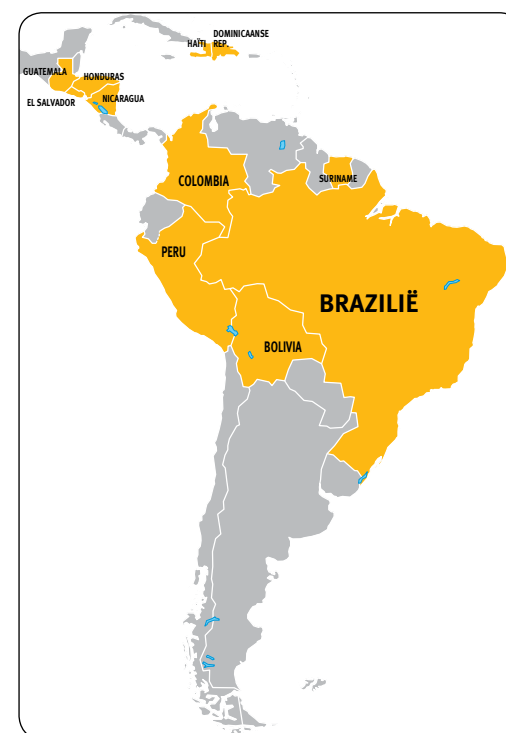 DOMINICAANSE
HAÏTI REP.
GUATEMALA
HONDURAS
EL SALVADOR
NICARAGUA
COLOMBIA
SURINAME
PERU
BRAZILIË
BOLIVIA